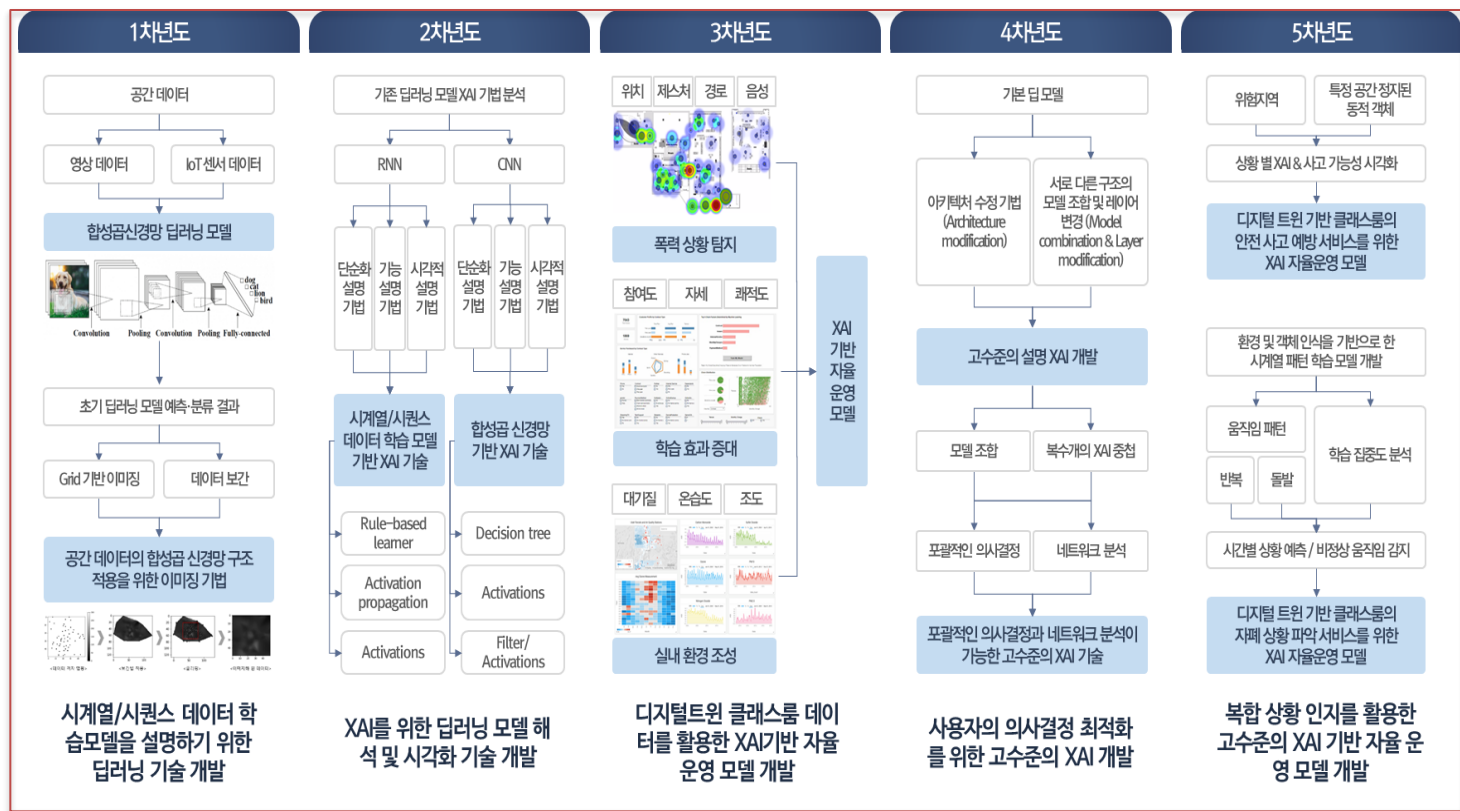 1차년도
공간 데이터
영상 데이터
IoT 센서 데이터
합성곱신경망 딥러닝 모델
dog
cat
lion
bird
Convolution
Pooling
Convolution
Pooling
Fully-connected
초기 딥러닝 모델 예측·분류 결과
Grid 기반 이미징
데이터 보간
공간 데이터의 합성곱 신경망 구조
적용을 위한 이미징 기법
시계열/시퀀스 데이터 학
습모델을 설명하기 위한
딥러닝 기술 개발
2차년도
기존 딥러닝 모델 XAI 기법 분석
RNN
CNN
단순화
설명
기법
기능
설명
기법
시각적
설명
기법
단순화
설명
기법
기능
설명
기법
시각적
설명
기법
시계열/시퀀스
데이터 학습 모델
기반 XAI 기술
합성곱 신경망
기반 XAI 기술
Rule-based
learner
Decision tree
Activation
propagation
Activations
Activations
Filter/
Activations
XAI를 위한 딥러닝 모델 해
석 및 시각화 기술 개발
3차년도
위치
제스처
경로
음성
폭력 상황 탐지
참여도
자세
쾌적도
학습 효과 증대
대기질
온습도
조도
실내 환경 조성
XAI
기반
자율
운영
모델
디지털트윈 클래스룸 데이
터를 활용한 XAI기반 자율
운영 모델 개발
4차년도
기본 딥 모델
아키텍처 수정 기법
(Architecture
modification)
서로 다른 구조의
모델 조합 및 레이어
변경 (Model
combination & Layer
modification)
고수준의 설명 XAI 개발
모델 조합
복수개의 XAI 중첩
포괄적인 의사결정
네트워크 분석
포괄적인 의사결정과 네트워크 분석이
가능한 고수준의 XAI 기술
사용자의 의사결정 최적화
를 위한 고수준의 XAI 개발
5차년도
위험지역
특정 공간 정지된
동적 객체
상황 별 XAI & 사고 가능성 시각화
디지털 트윈 기반 클래스룸의
안전 사고 예방 서비스를 위한
XAI 자율운영 모델
환경 및 객체 인식을 기반으로 한
시계열 패턴 학습 모델 개발
움직임 패턴
반복
돌발
학습 집중도 분석
시간별 상황 예측 / 비정상 움직임 감지
디지털 트윈 기반 클래스룸의
자폐 상황 파악 서비스를 위한
XAI 자율운영 모델
복합 상황 인지를 활용한
고수준의 XAI 기반 자율 운
영 모델 개발